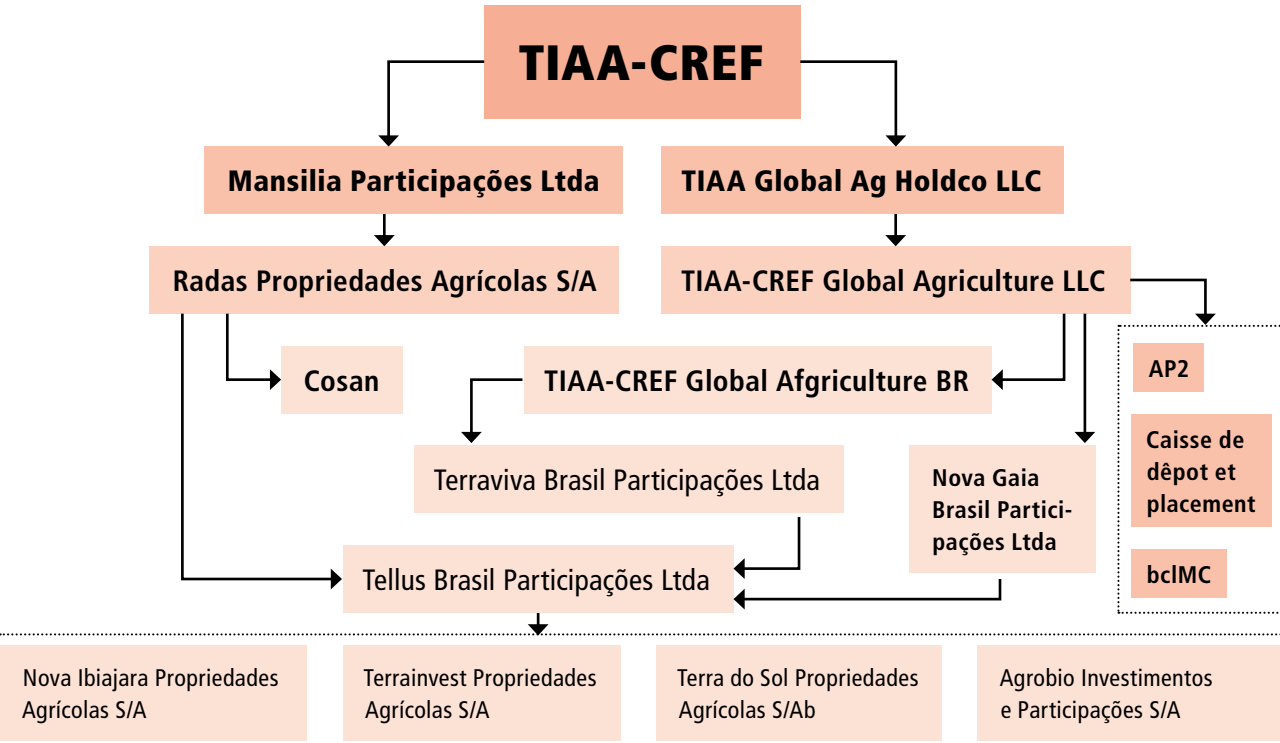 TIAA-CREF
Mansilia Participações Ltda
TIAA Global Ag Holdco LLC
Radas Propriedades Agrícolas S/A
TIAA-CREF Global Agriculture LLC
Cosan
TIAA-CREF Global Afgriculture BR
AP2
Caisse de
dêpot et
placement
bclMC
Terraviva Brasil Participações Ltda
Nova Gaia
Brasil Partici-
pações Ltda
Tellus Brasil Participações Ltda
Nova Ibiajara Propriedades
Agrícolas S/A
Terrainvest Propriedades
Agrícolas S/A
Terra do Sol Propriedades
Agrícolas S/Ab
Agrobio Investimentos
e Participações S/A